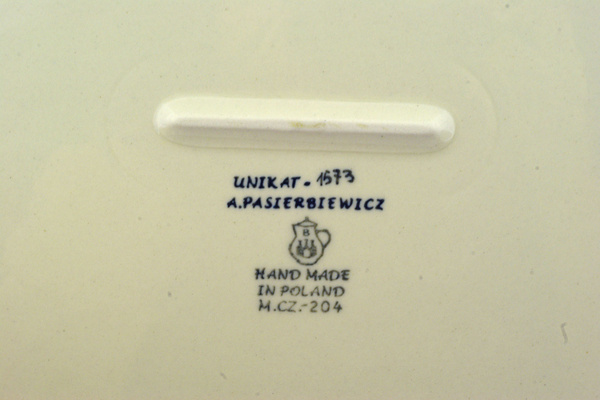 UNIKAT - 1573
A.PASIERBIEWICZ
B
HAND MADE
IN POLAND
M.CZ.-204